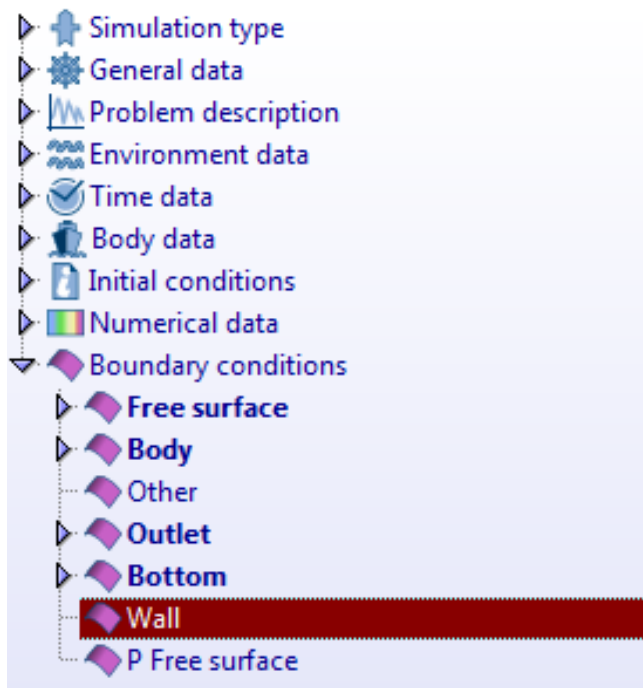 Simulation type
General data
Problem description
Environment data
Time data
Body data
Initial conditions
Numerical data
Boundary conditions
Free surface
Body
Other
Outlet
Bottom
Wall
P Free surface